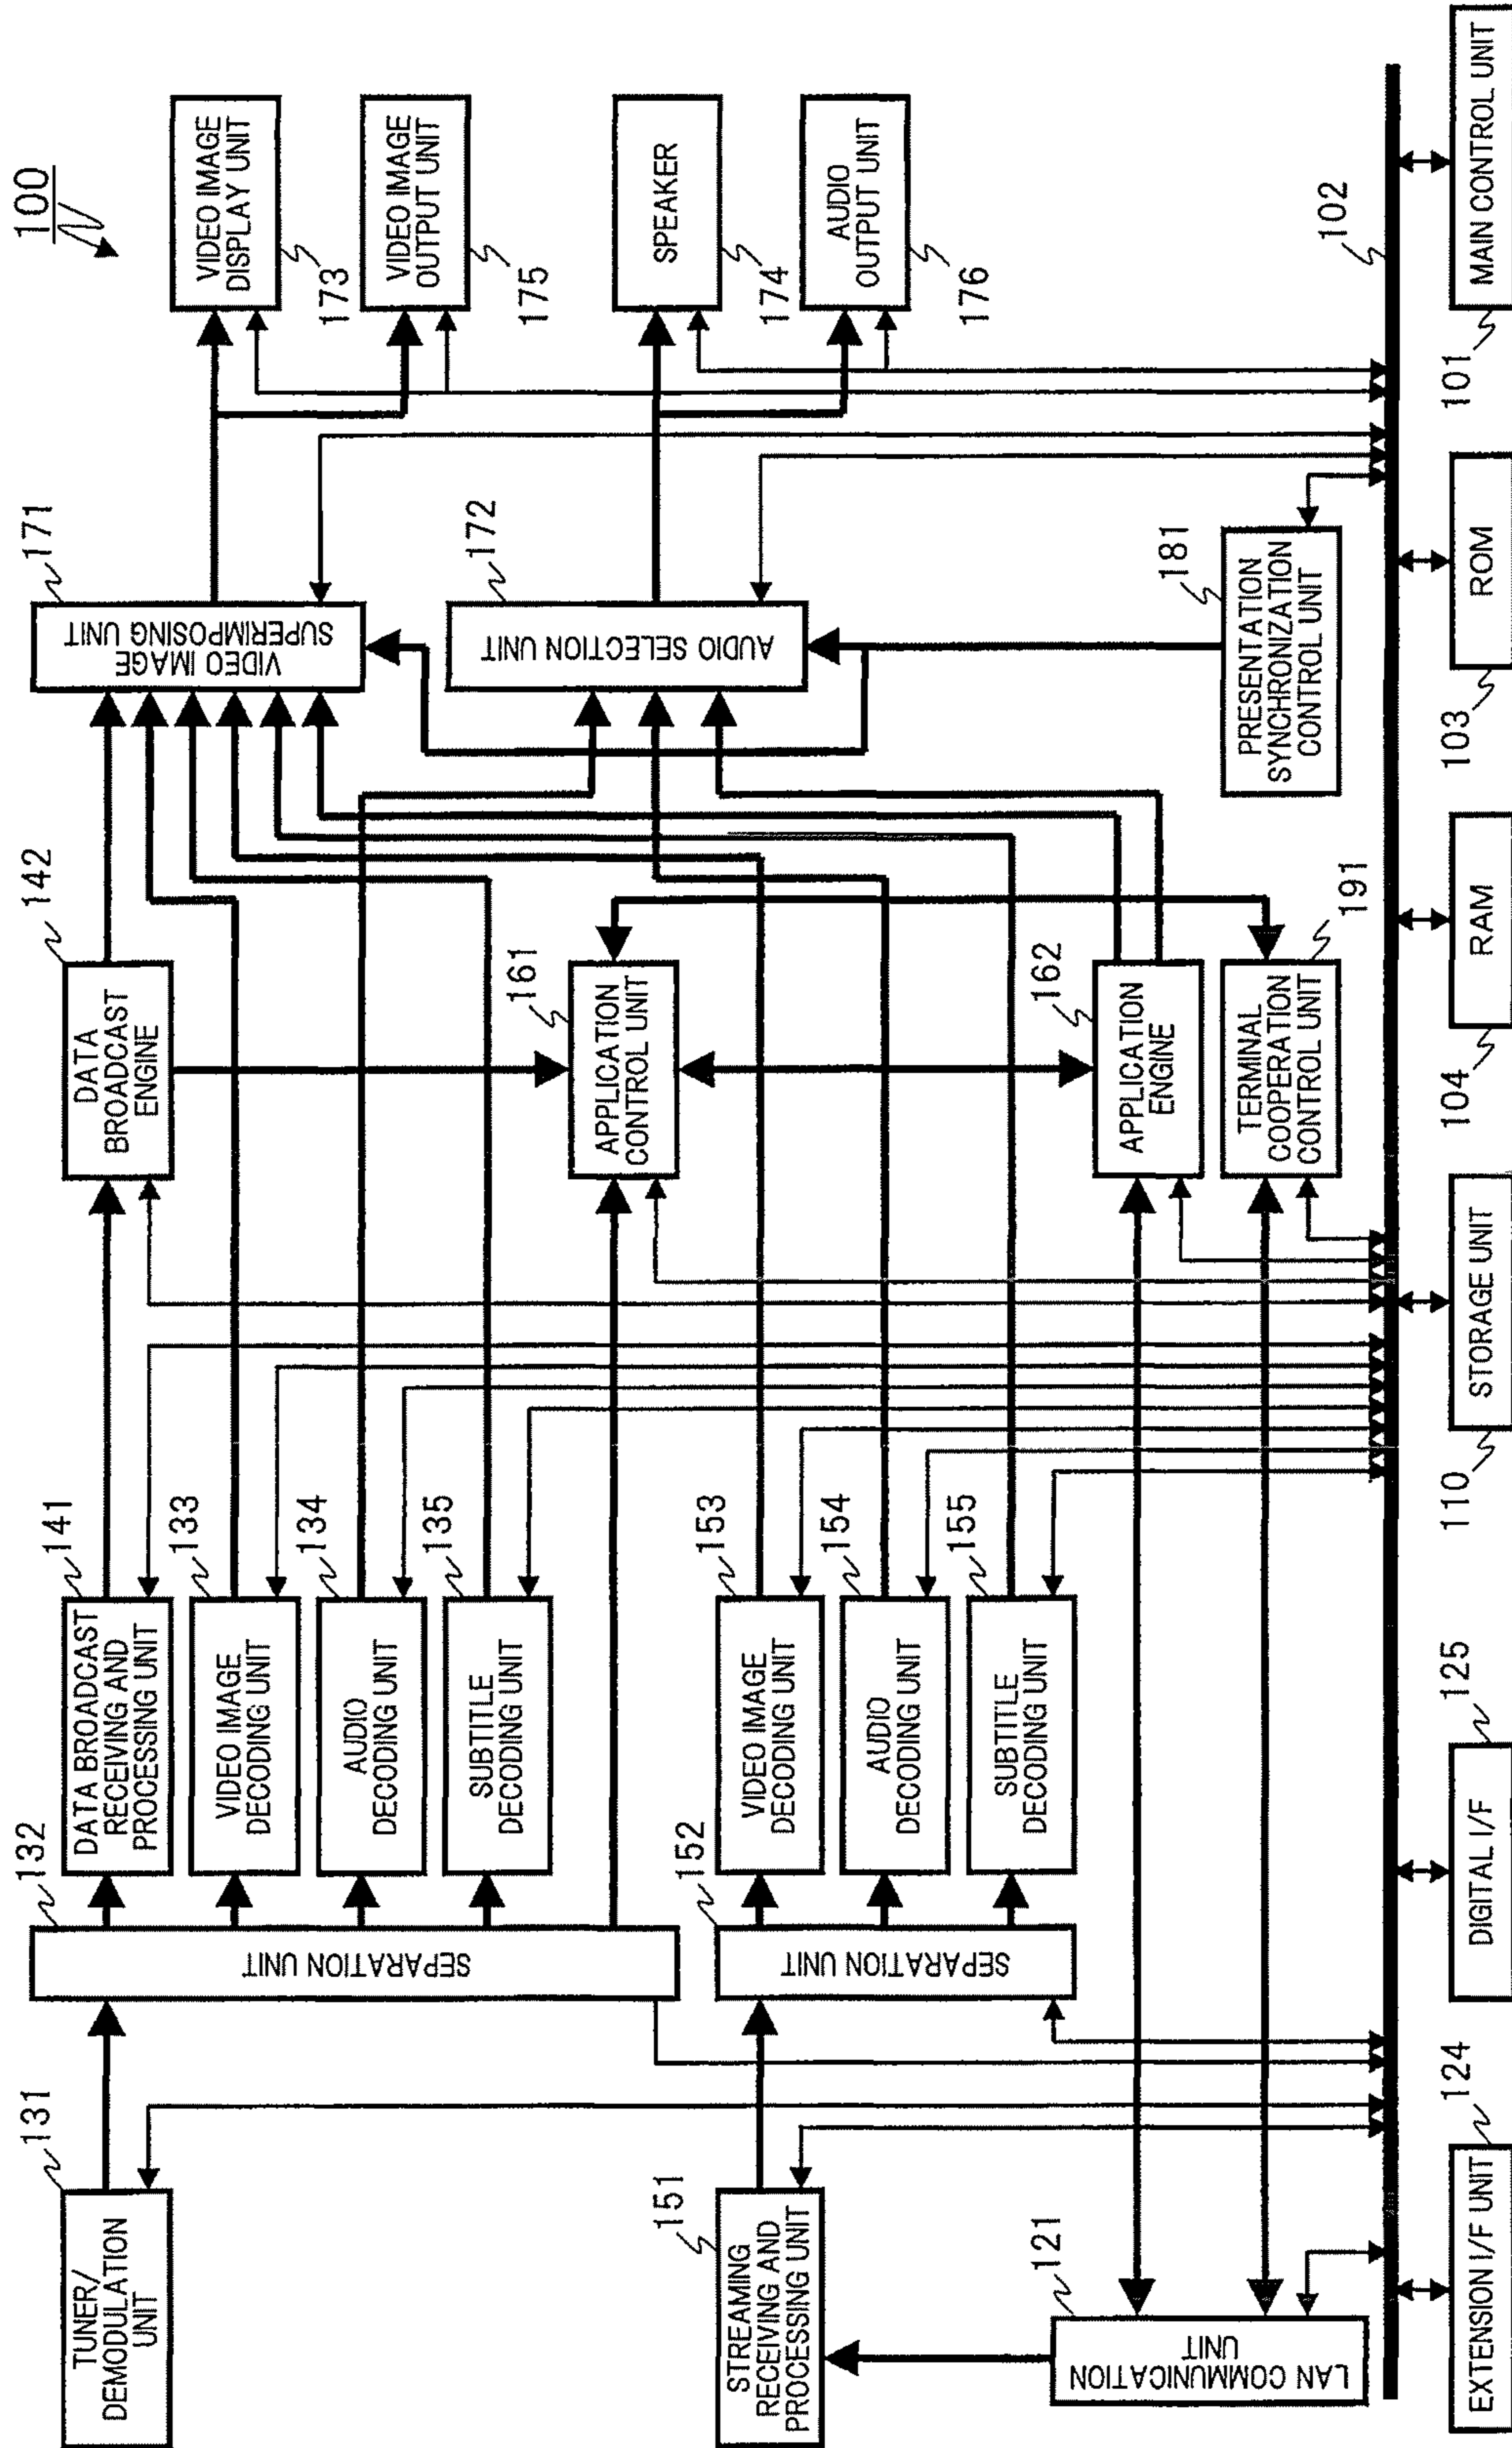 100
TUNER/
DEMODULATION
UNIT
131
SEPARATION UNIT
132
DATA BROADCAST
RECEIVING AND
PROCESSING UNIT
141
VIDEO IMAGE
DECODING UNIT
133
AUDIO
DECODING UNIT
134
SUBTITLE
DECODING UNIT
135
DATA
BROADCAST
ENGINE
142
VIDEO IMAGE
SUPERIMPOSING UNIT
171
VIDEO IMAGE
DISPLAY UNIT
173
VIDEO IMAGE
OUTPUT UNIT
175
STREAMING
RECEIVING AND
PROCESSING UNIT
151
SEPARATION UNIT
152
VIDEO IMAGE
DECODING UNIT
153
AUDIO
DECODING UNIT
154
SUBTITLE
DECODING UNIT
155
APPLICATION
CONTROL UNIT
161
AUDIO SELECTION UNIT
172
SPEAKER
174
AUDIO
OUTPUT UNIT
176
LAN COMMUNICATION
UNIT
121
APPLICATION
ENGINE
162
TERMINAL
COOPERATION
CONTROL UNIT
191
PRESENTATION
SYNCHRONIZATION
CONTROL UNIT
181
102
EXTENSION I/F UNIT
124
DIGITAL I/F
125
STORAGE UNIT
110
RAM
104
ROM
103
MAIN CONTROL UNIT
101